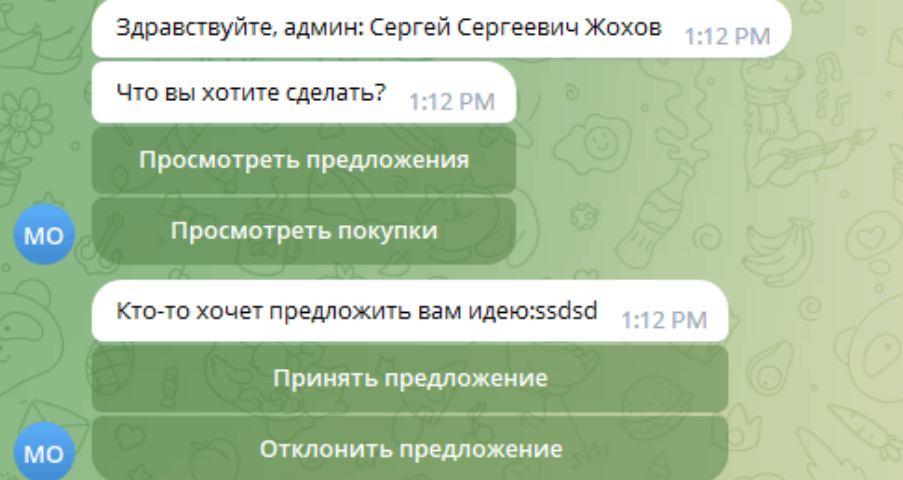 Здравствуйте, админ: Сергей Сергеевич Жохов 1:12 PM
Что вы хотите сделать? 1:12 PM
Просмотреть предложения
Просмотреть покупки
МО
Кто-то хочет предложить вам идею:ssdsd 1:12 PM
Принять предложение
Отклонить предложение
МО